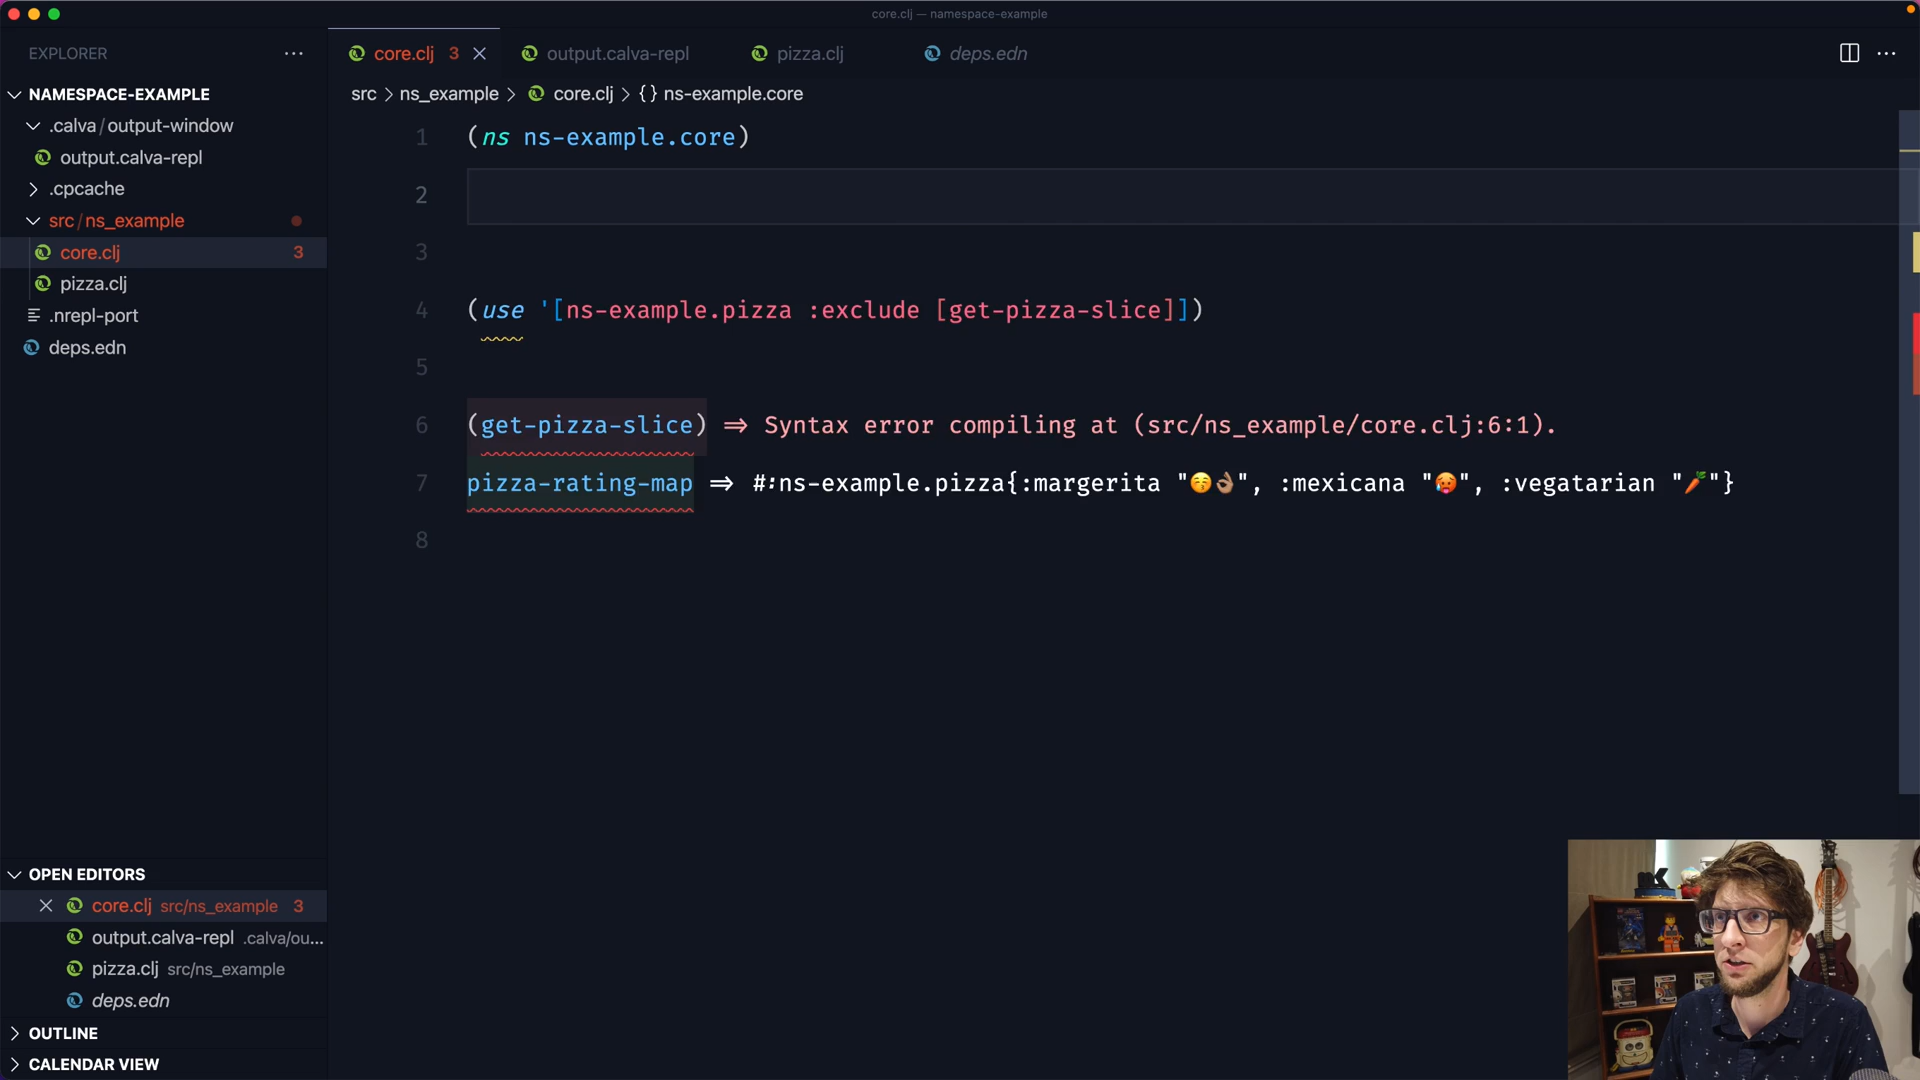 core.clj — namespace-example
EXPLORER
NAMESPACE-EXAMPLE
.calva / output-window
output.calva-repl
.cpcache
src / ns_example
core.clj 3
pizza.clj
.nrepl-port
deps.edn
OPEN EDITORS
core.clj src/ns_example 3
output.calva-repl .calva/ou...
pizza.clj src/ns_example
deps.edn
OUTLINE
CALENDAR VIEW
core.clj 3 output.calva-repl pizza.clj deps.edn
src > ns_example > core.clj > {} ns-example.core
1 (ns ns-example.core)
2
3
4 (use '[ns-example.pizza :exclude [get-pizza-slice]])
5
6 (get-pizza-slice) => Syntax error compiling at (src/ns_example/core.clj:6:1).
7 pizza-rating-map => #:ns-example.pizza{:margerita "😚👌🏽", :mexicana "🥵", :vegatarian "🥕"}
8